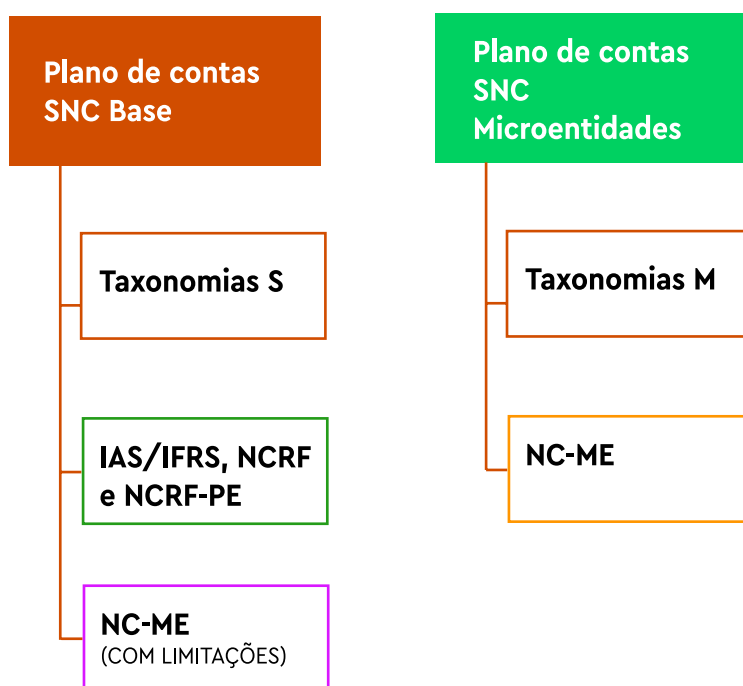 Plano de contas
SNC Base
Taxonomias S
IAS/IFRS, NCRF
e NCRF-PE
NC-ME
(COM LIMITAÇÕES)
Plano de contas
SNC
Microentidades
Taxonomias M
NC-ME